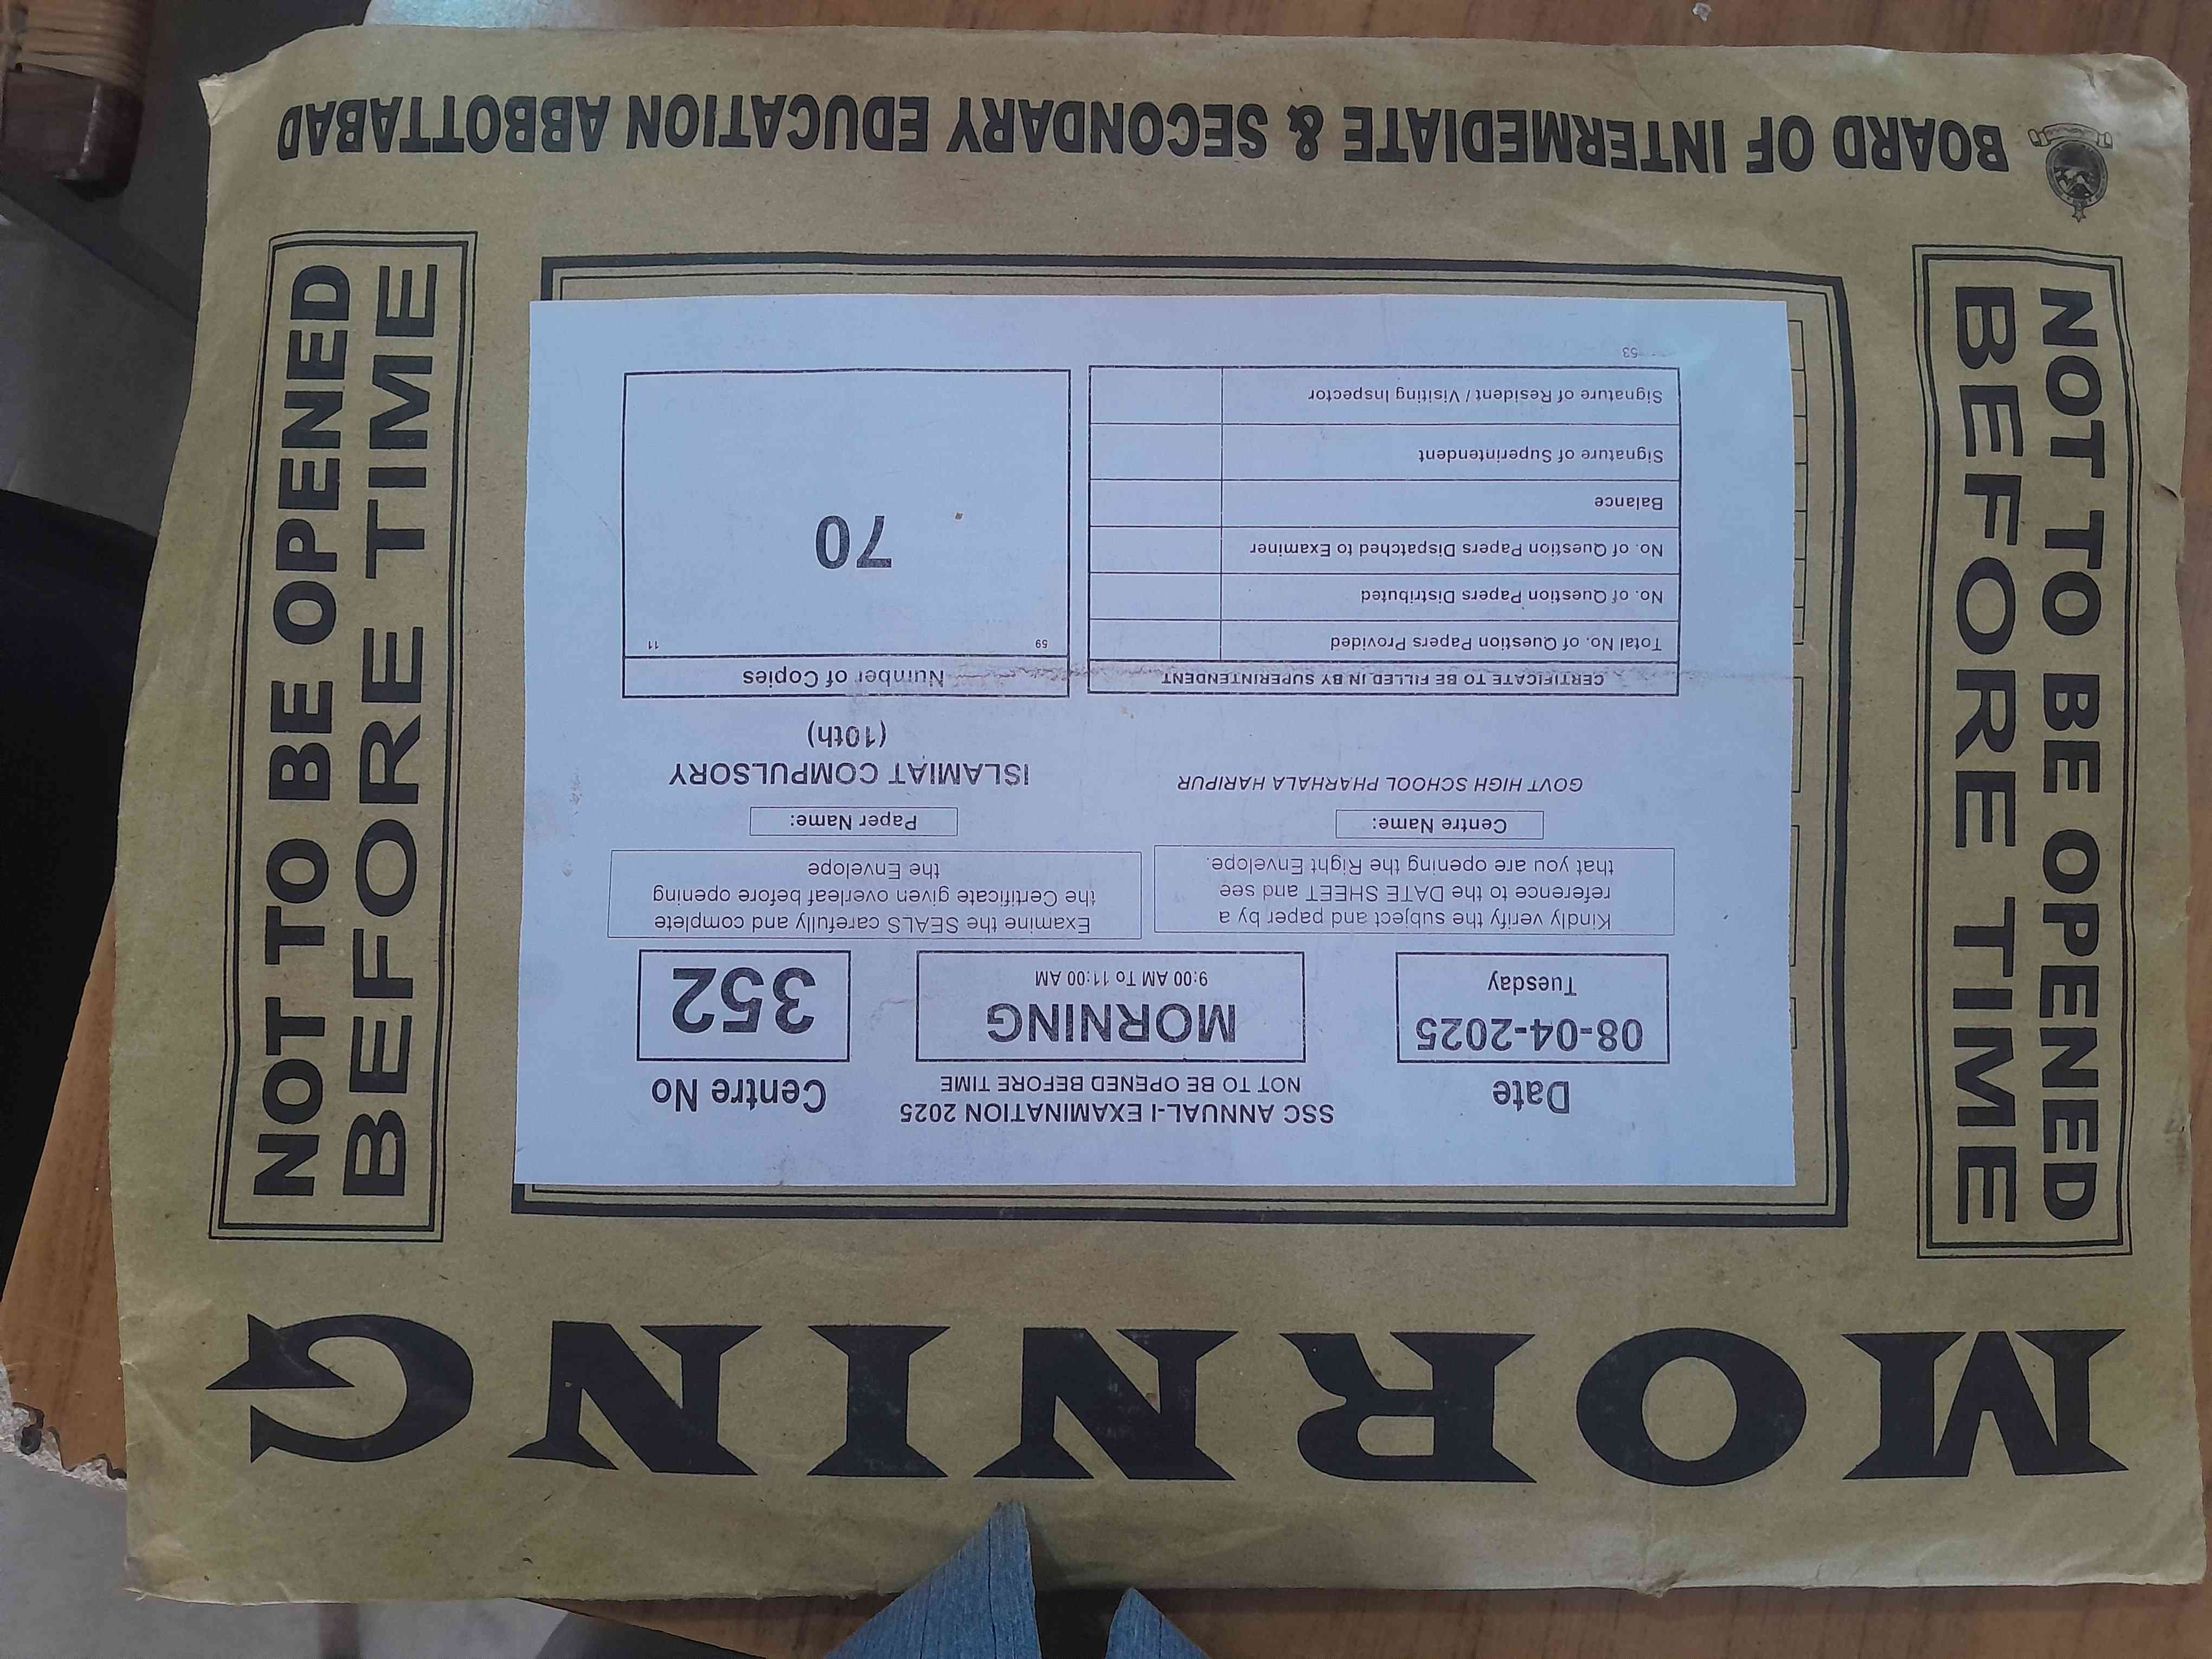 MORNING
NOT TO BE OPENED
BEFORE TIME
SSC ANNUAL-I EXAMINATION 2025
NOT TO BE OPENED BEFORE TIME
Date
08-04-2025
Tuesday
MORNING
9:00 AM To 11:00 AM
Centre No
352
Kindly verify the subject and paper by a
reference to the DATE SHEET and see
that you are opening the Right Envelope.
Examine the SEALS carefully and complete
the Certificate given overleaf before opening
the Envelope
Centre Name:
GOVT HIGH SCHOOL PHARHALA HARIPUR
Paper Name:
ISLAMIAT COMPULSORY
(10th)
CERTIFICATE TO BE FILLED IN BY SUPERINTENDENT
Total No. of Question Papers Provided
No. of Question Papers Distributed
No. of Question Papers Dispatched to Examiner
Balance
Signature of Superintendent
Signature of Resident / Visiting Inspector
53
Number of Copies
59 11
70
NOT TO BE OPENED
BEFORE TIME
BOARD OF INTERMEDIATE & SECONDARY EDUCATION ABBOTTABAD